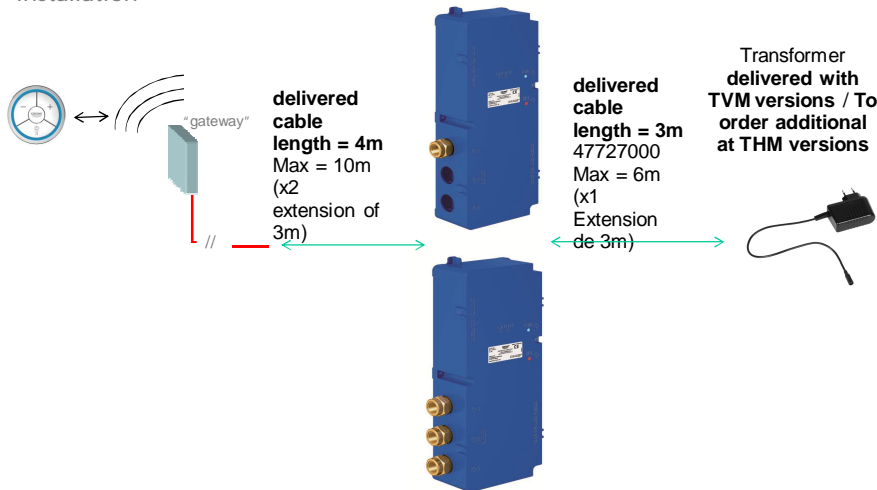 Installation
"gateway"
delivered
cable
length = 4m
Max = 10m
(x2
extension of
3m)
delivered
cable
length = 3m
47727000
Max = 6m
(x1
Extension
de 3m)
Transformer
delivered with
TVM versions / To
order additional
at THM versions